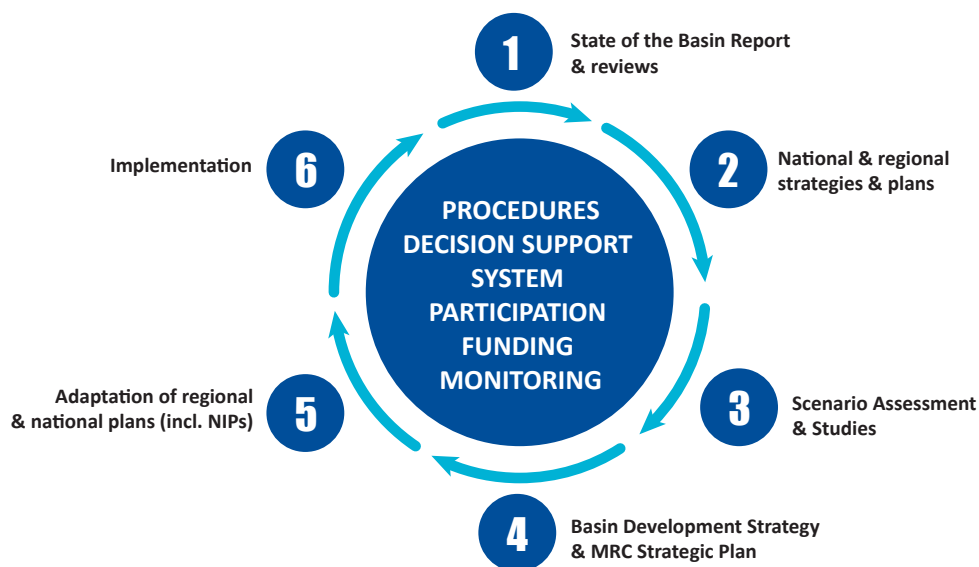 1
State of the Basin Report
& reviews
2
National & regional
strategies & plans
3
Scenario Assessment
& Studies
4
Basin Development Strategy
& MRC Strategic Plan
5
Adaptation of regional
& national plans (incl. NIPs)
6
Implementation
PROCEDURES
DECISION SUPPORT
SYSTEM
PARTICIPATION
FUNDING
MONITORING